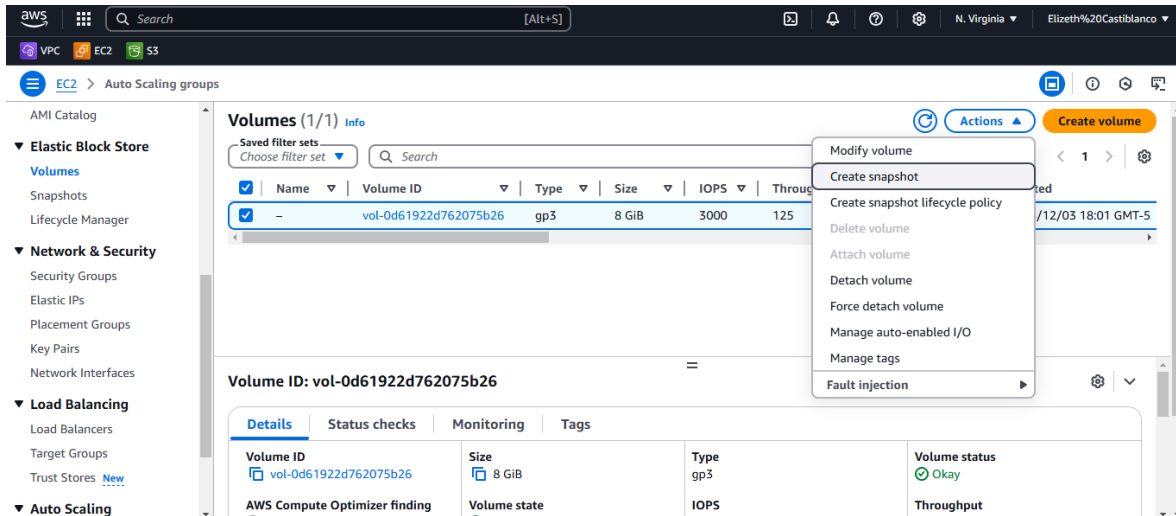 aws
Search [Alt+S] N. Virginia ▼ Elizeth%20Castiblanco ▼
VPC EC2 S3
EC2 > Auto Scaling groups
AMI Catalog
▼ Elastic Block Store
Volumes
Snapshots
Lifecycle Manager
▼ Network & Security
Security Groups
Elastic IPs
Placement Groups
Key Pairs
Network Interfaces
▼ Load Balancing
Load Balancers
Target Groups
Trust Stores New
▼ Auto Scaling
Volumes (1/1) Info
Actions ▲ Create volume
Saved filter sets
Choose filter set ▼ Search
< 1 >
Name Volume ID Type Size IOPS Throug ted
– vol-0d61922d762075b26 gp3 8 GiB 3000 125 /12/03 18:01 GMT-5
Modify volume
Create snapshot
Create snapshot lifecycle policy
Delete volume
Attach volume
Detach volume
Force detach volume
Manage auto-enabled I/O
Manage tags
Fault injection
Volume ID: vol-0d61922d762075b26
Details Status checks Monitoring Tags
Volume ID Size Type Volume status
vol-0d61922d762075b26 8 GiB gp3 Okay
AWS Compute Optimizer finding Volume state IOPS Throughput